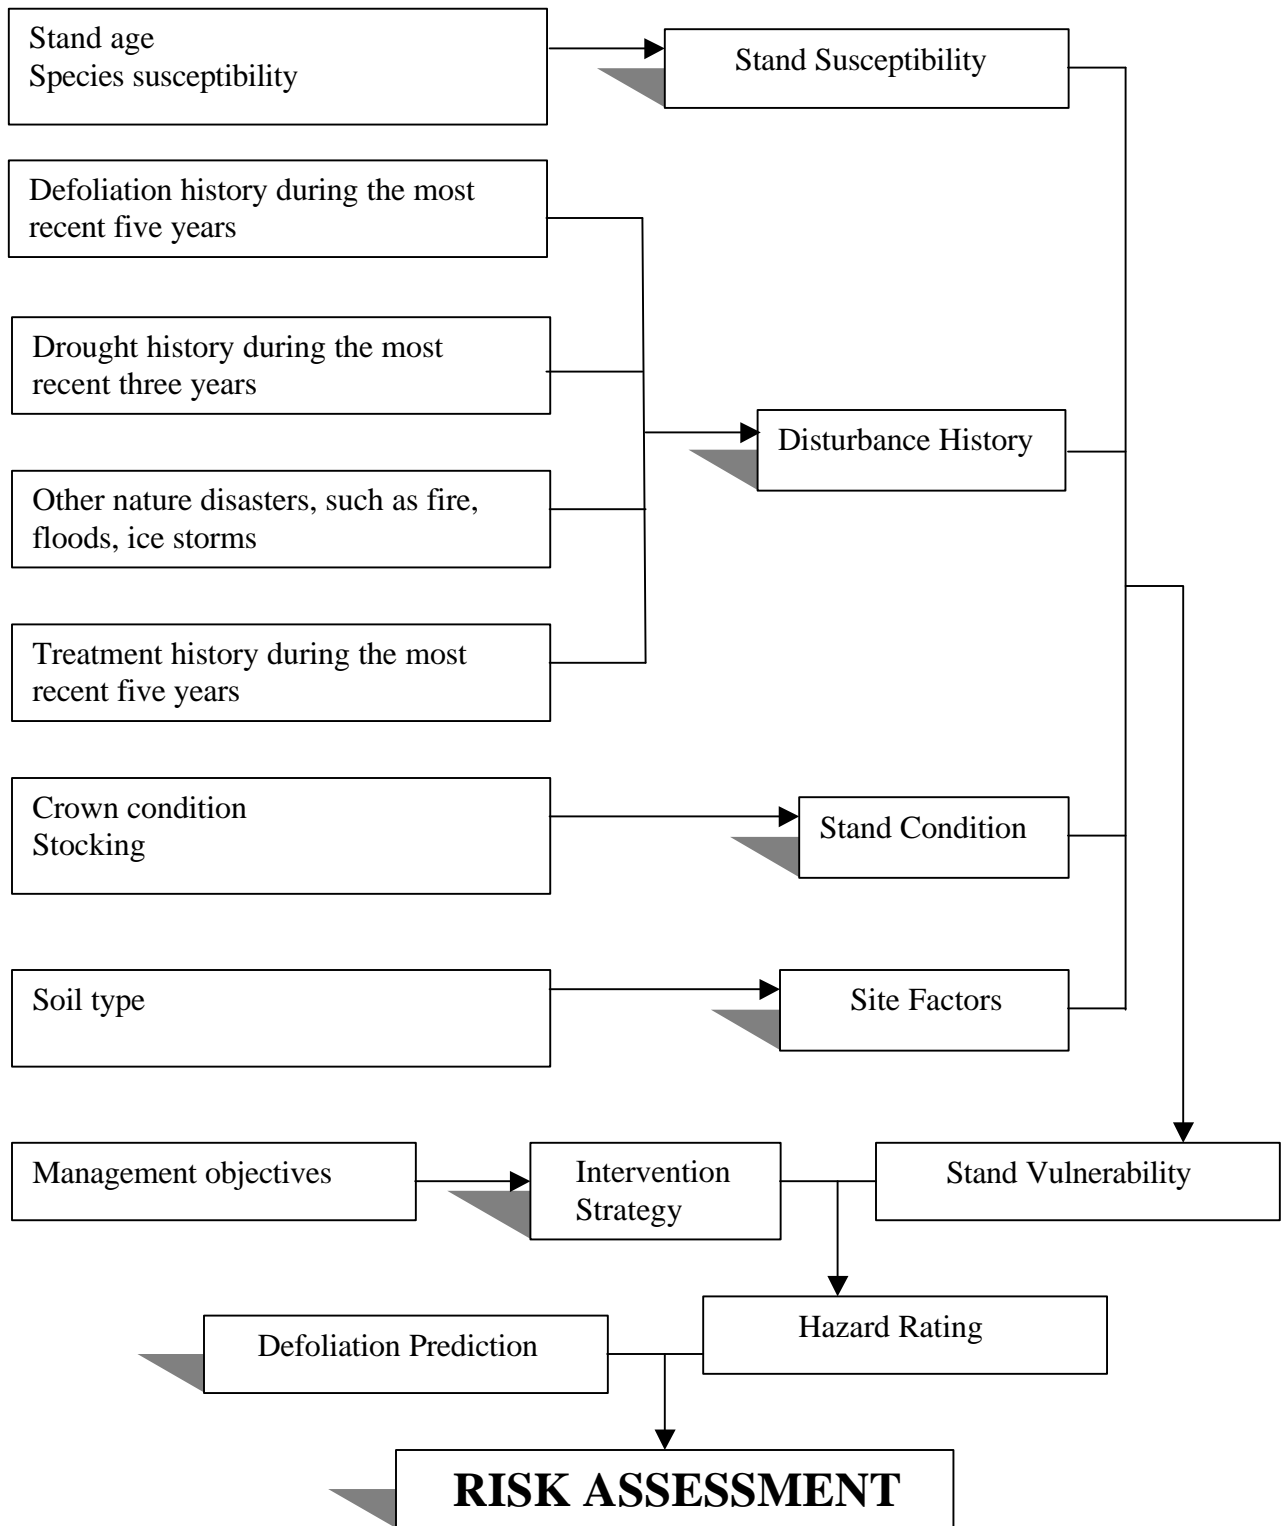 Stand age
Species susceptibility
Stand Susceptibility
Defoliation history during the most
recent five years
Drought history during the most
recent three years
Disturbance History
Other nature disasters, such as fire,
floods, ice storms
Treatment history during the most
recent five years
Crown condition
Stocking
Stand Condition
Soil type
Site Factors
Management objectives
Intervention
Strategy
Stand Vulnerability
Hazard Rating
Defoliation Prediction
RISK ASSESSMENT